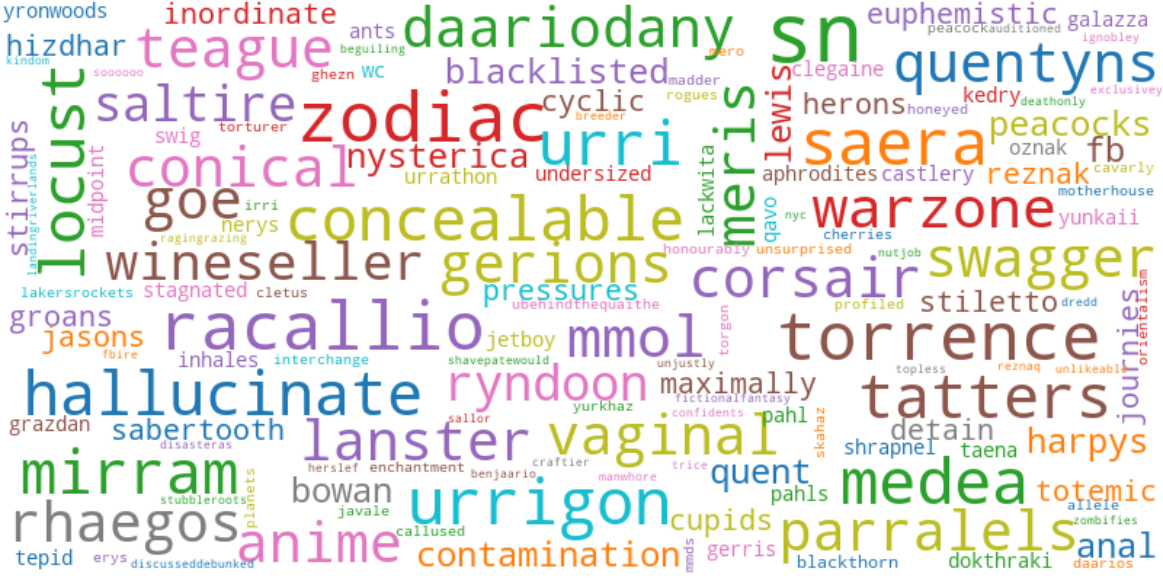 yronwoods
inordinate
ants
daariodany
sn
euphemistic
galazza
hizdhar
teague
beguiling
mero
peacockauditioned
ignobley
kindom
soooooo
ghezn
WC
blacklisted
madder
clegaine
quentyns
exclusivey
locust
saltire
zodiac
cyclic
rogues
lewis
herons
honeyed
kedry
deathonly
swig
torturer
breeder
urri
meris
saera
peacocks
stirrups
landingriverlands
midpoint
conical
nysterica
urrathon
undersized
lackwita
aphrodites
castlery
oznak
fb
reznak
cavarly
motherhouse
goe
irri
nerys
concealable
qavo
nyc
warzone
yunkaii
ragingrazing
cherries
wineseller
gerions
honourably
unsurprised
nutjob
swagger
lakersrockets
stagnated
cletus
pressures
corsair
groans
ubehindthequaithe
profiled
stiletto
dredd
journies
orientalism
jasons
racallio
jetboy
mmol
torgon
torrence
fbire
inhales
interchange
shavepatewould
unjustly
topless
reznaq
unlikeable
hallucinate
ryndoon
maximally
tatters
fictionalfantasy
grazdan
sabertooth
sallor
yurkhaz
confidents
pahl
skahaz
detain
harpys
disasteras
lanster
vaginal
shrapnel
taena
mirram
herslef
enchantment
benjaario
craftier
manwhore
trice
quent
medea
totemic
stubbleroots
planets
bowan
javale
urrigon
pahls
allele
rhaegos
callused
cupids
parralels
zombifies
anime
contamination
mmds
gerris
anal
tepid
erys
discusseddebunked
blackthorn
dokthraki
daarios